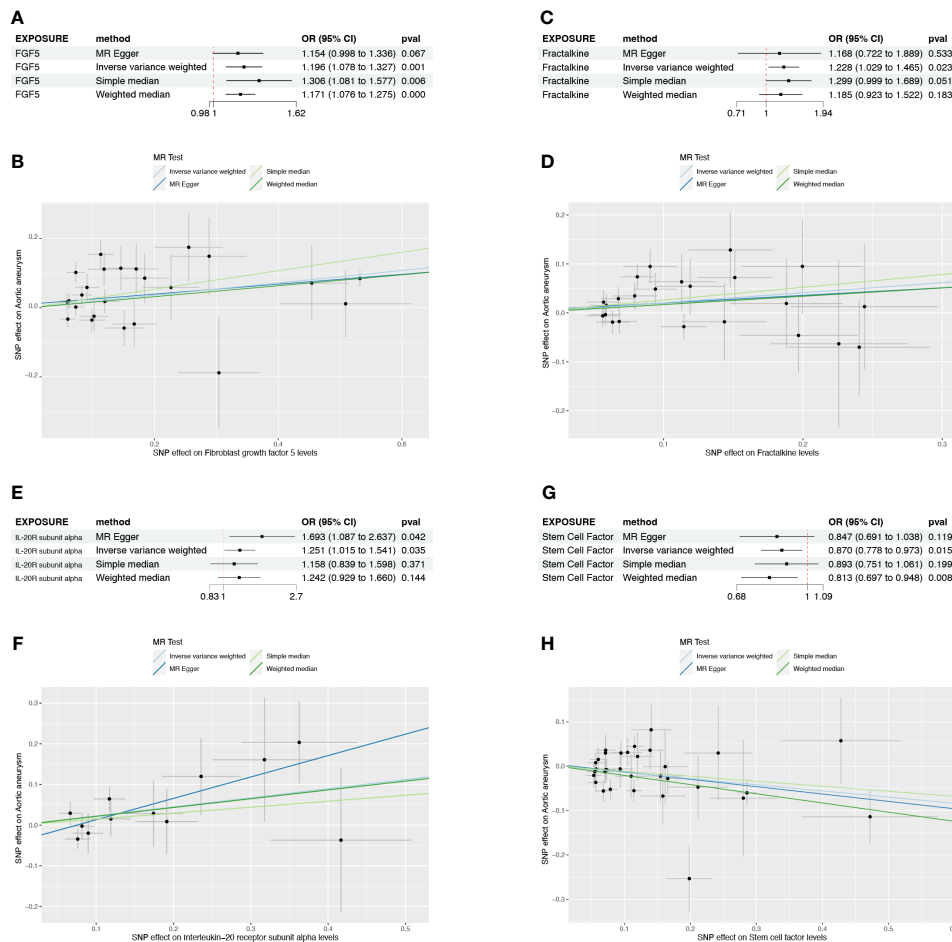 A
EXPOSURE method OR (95% CI) pval
FGF5 MR Egger 1.154 (0.998 to 1.336) 0.067
FGF5 Inverse variance weighted 1.196 (1.078 to 1.327) 0.001
FGF5 Simple median 1.306 (1.081 to 1.577) 0.006
FGF5 Weighted median 1.171 (1.076 to 1.275) 0.000
0.98 1 1.62
C
EXPOSURE method OR (95% CI) pval
Fractalkine MR Egger 1.168 (0.722 to 1.889) 0.533
Fractalkine Inverse variance weighted 1.228 (1.029 to 1.465) 0.023
Fractalkine Simple median 1.299 (0.999 to 1.689) 0.051
Fractalkine Weighted median 1.185 (0.923 to 1.522) 0.183
0.71 1 1.94
B
MR Test
Inverse variance weighted Simple median
MR Egger Weighted median
SNP effect on Aortic aneurysm
0.2
0.0
−0.2
0.2 0.4 0.6
SNP effect on Fibroblast growth factor 5 levels
D
MR Test
Inverse variance weighted Simple median
MR Egger Weighted median
SNP effect on Aortic aneurysm
0.2
0.1
0.0
−0.1
−0.2
0.1 0.2 0.3
SNP effect on Fractalkine levels
E
EXPOSURE method OR (95% CI) pval
IL-20R subunit alpha MR Egger 1.693 (1.087 to 2.637) 0.042
IL-20R subunit alpha Inverse variance weighted 1.251 (1.015 to 1.541) 0.035
IL-20R subunit alpha Simple median 1.158 (0.839 to 1.598) 0.371
IL-20R subunit alpha Weighted median 1.242 (0.929 to 1.660) 0.144
0.83 1 2.7
G
EXPOSURE method OR (95% CI) pval
Stem Cell Factor MR Egger 0.847 (0.691 to 1.038) 0.119
Stem Cell Factor Inverse variance weighted 0.870 (0.778 to 0.973) 0.015
Stem Cell Factor Simple median 0.893 (0.751 to 1.061) 0.199
Stem Cell Factor Weighted median 0.813 (0.697 to 0.948) 0.008
0.68 1 1.09
F
MR Test
Inverse variance weighted Simple median
MR Egger Weighted median
SNP effect on Aortic aneurysm
0.3
0.2
0.1
0.0
−0.1
−0.2
0.1 0.2 0.3 0.4 0.5
SNP effect on Interleukin−20 receptor subunit alpha levels
H
MR Test
Inverse variance weighted Simple median
MR Egger Weighted median
SNP effect on Aortic aneurysm
0.1
0.0
−0.1
−0.2
−0.3
0.1 0.2 0.3 0.4 0.5
SNP effect on Stem cell factor levels